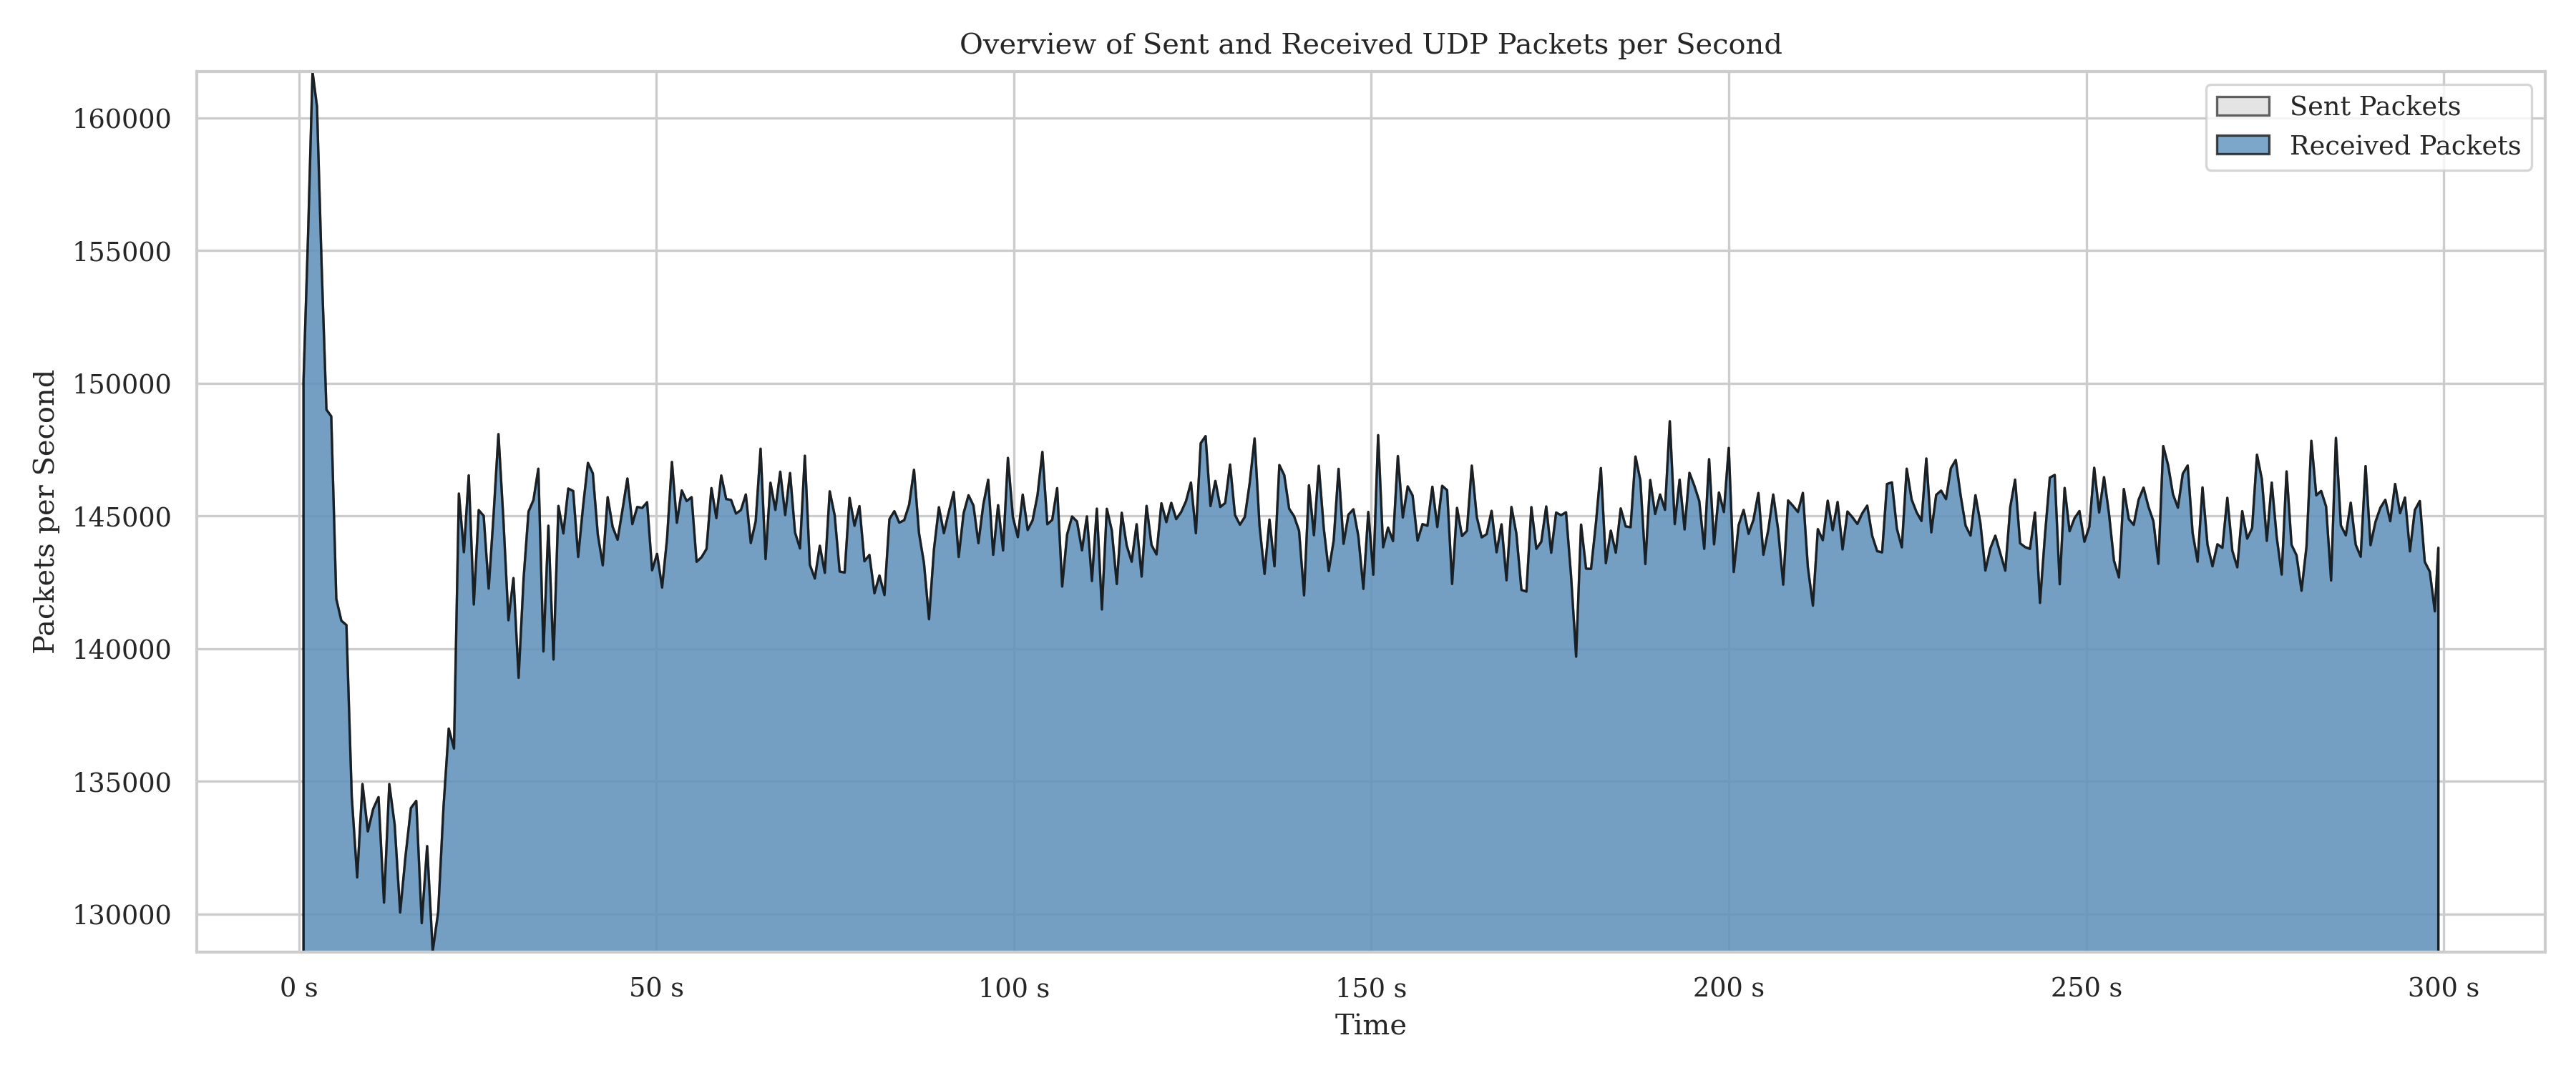 Overview of Sent and Received UDP Packets per Second
Sent Packets
Received Packets
Packets per Second
160000
155000
150000
145000
140000
135000
130000
0 s
50 s
100 s
150 s
200 s
250 s
300 s
Time